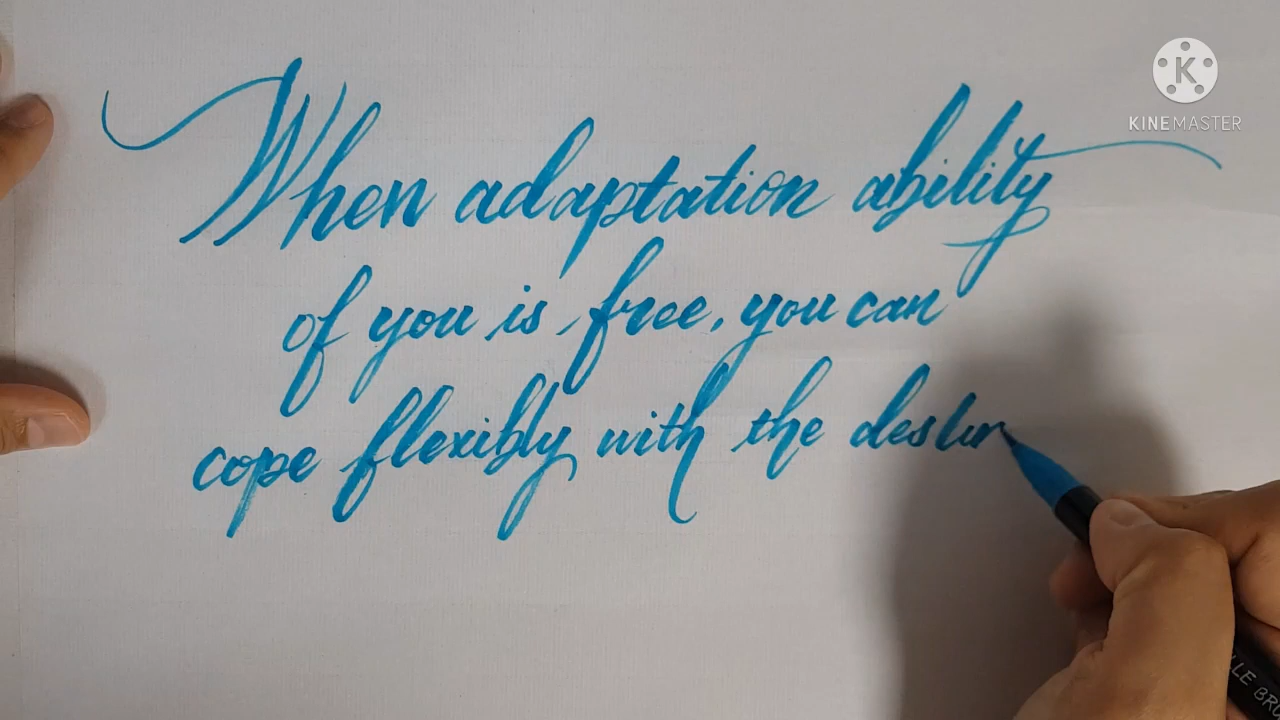 When adaptation ability
of you is free, you can
cope flexibly with the
K
KINEMASTER